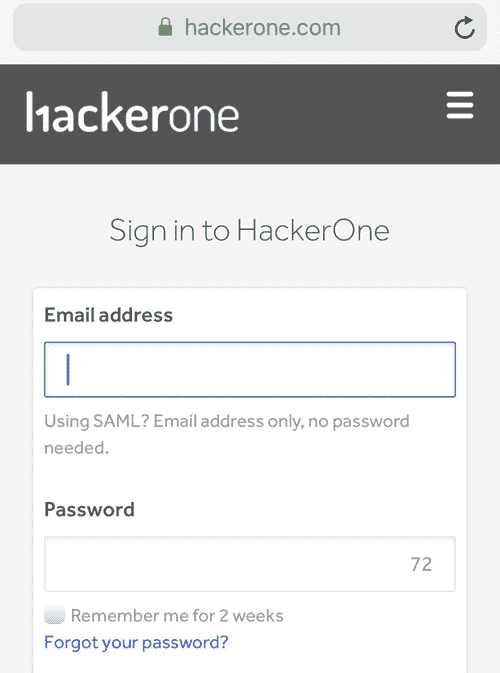 hackerone.com
hackerone
Sign in to HackerOne
Email address
Using SAML? Email address only, no password
needed.
Password
72
Remember me for 2 weeks
Forgot your password?